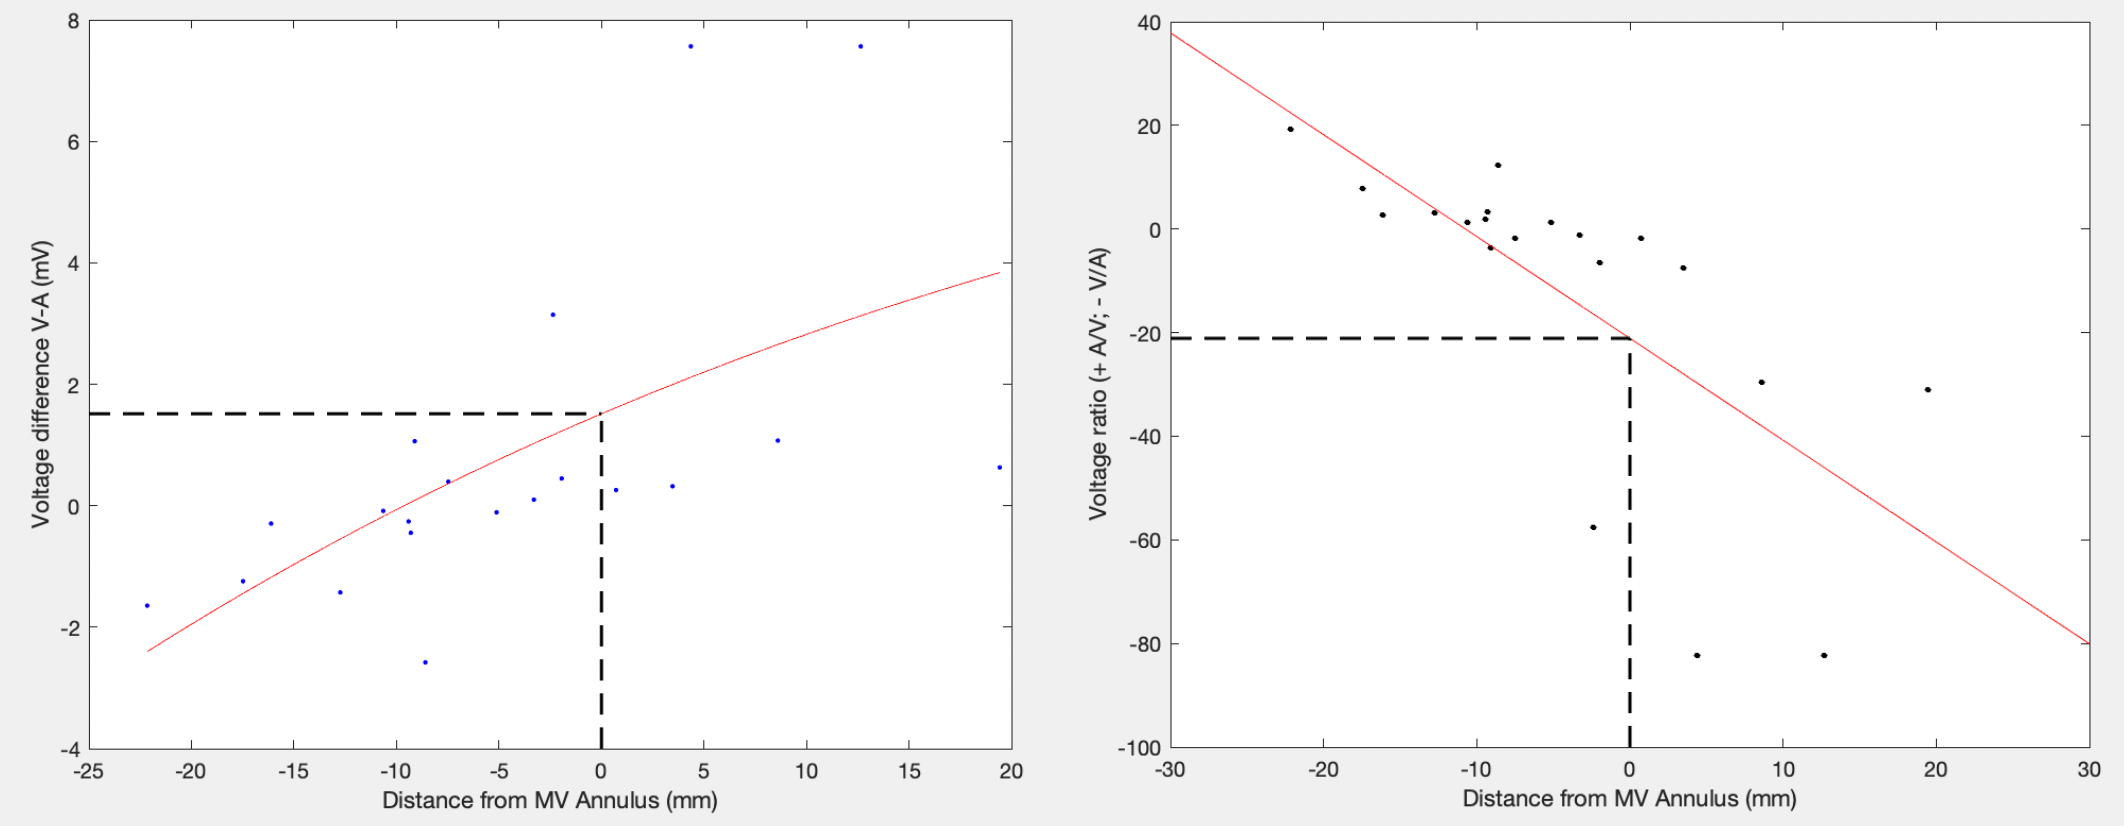 8
6
4
2
0
-2
-4
Voltage difference V-A (mV)
-25 -20 -15 -10 -5 0 5 10 15 20
Distance from MV Annulus (mm)
40
20
0
-20
-40
-60
-80
-100
Voltage ratio (+ A/V; - V/A)
-30 -20 -10 0 10 20 30
Distance from MV Annulus (mm)